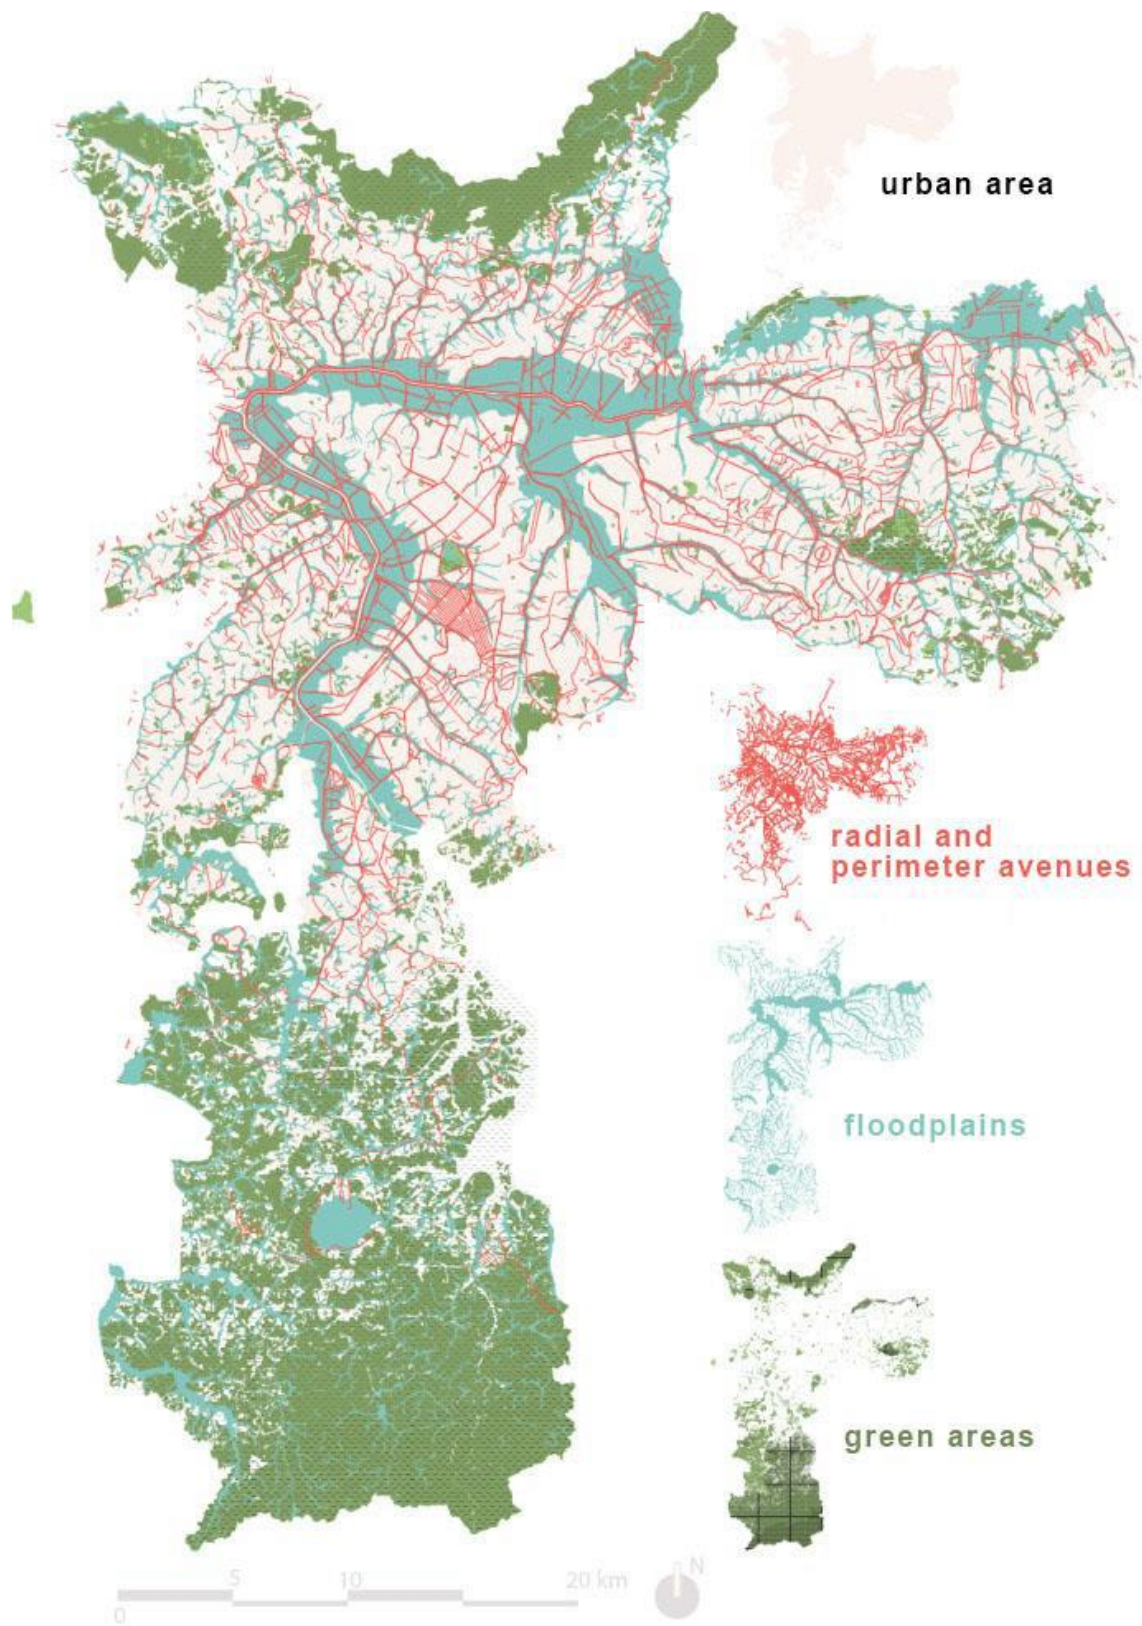 urban area
radial and
perimeter avenues
floodplains
green areas
5 10 20 km
0
N